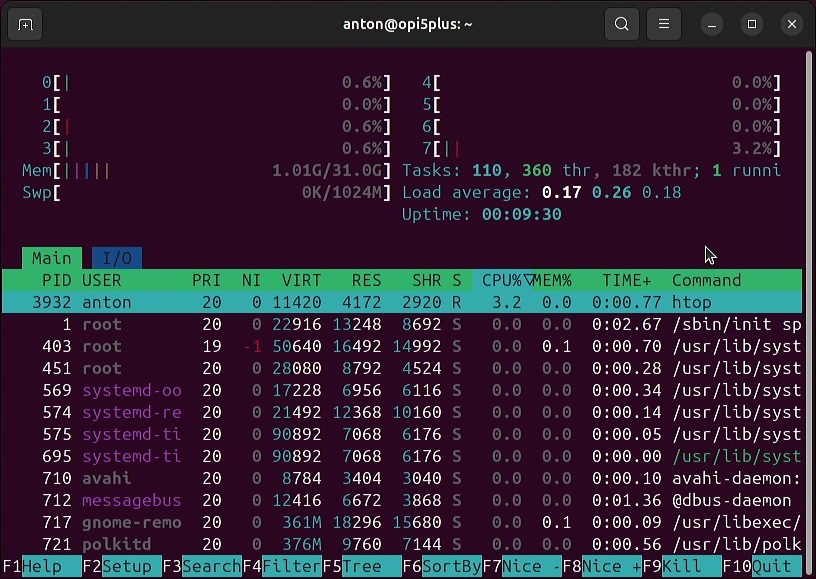 anton@opi5plus: ~
0[| 0.6%] 4[ 0.0%]
1[ 0.0%] 5[ 0.0%]
2[| 0.6%] 6[ 0.0%]
3[| 0.6%] 7[|| 3.2%]
Mem[||||| 1.01G/31.0G] Tasks: 110, 360 thr, 182 kthr; 1 runni
Swp[ 0K/1024M] Load average: 0.17 0.26 0.18
Uptime: 00:09:30
Main I/O
PID USER PRI NI VIRT RES SHR S CPU%▽MEM% TIME+ Command
3932 anton 20 0 11420 4172 2920 R 3.2 0.0 0:00.77 htop
1 root 20 0 22916 13248 8692 S 0.0 0.0 0:02.67 /sbin/init sp
403 root 19 -1 50640 16492 14992 S 0.0 0.1 0:00.70 /usr/lib/syst
451 root 20 0 28080 8792 4524 S 0.0 0.0 0:00.28 /usr/lib/syst
569 systemd-oo 20 0 17228 6956 6116 S 0.0 0.0 0:00.34 /usr/lib/syst
574 systemd-re 20 0 21492 12368 10160 S 0.0 0.0 0:00.14 /usr/lib/syst
575 systemd-ti 20 0 90892 7068 6176 S 0.0 0.0 0:00.05 /usr/lib/syst
695 systemd-ti 20 0 90892 7068 6176 S 0.0 0.0 0:00.00 /usr/lib/syst
710 avahi 20 0 8784 3404 3040 S 0.0 0.0 0:00.10 avahi-daemon:
712 messagebus 20 0 12416 6672 3868 S 0.0 0.0 0:01.36 @dbus-daemon
717 gnome-remo 20 0 361M 18296 15680 S 0.0 0.1 0:00.09 /usr/libexec/
721 polkitd 20 0 376M 9760 7144 S 0.0 0.0 0:00.56 /usr/lib/polk
F1Help F2Setup F3SearchF4FilterF5Tree F6SortByF7Nice -F8Nice +F9Kill F10Quit